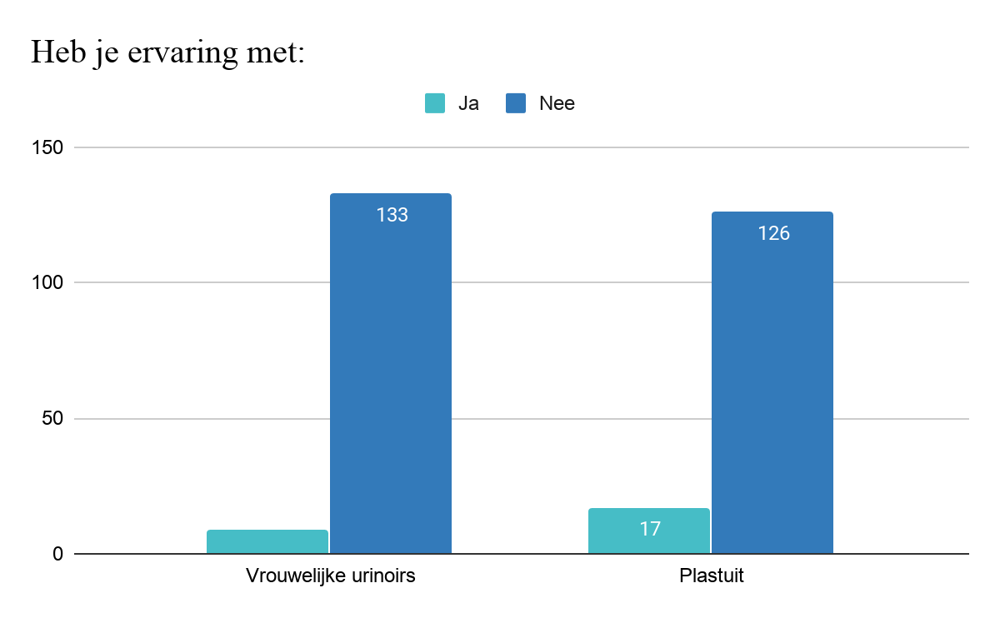 Heb je ervaring met:
Ja Nee
150
133
126
100
50
17
0
Vrouwelijke urinoirs Plastuit